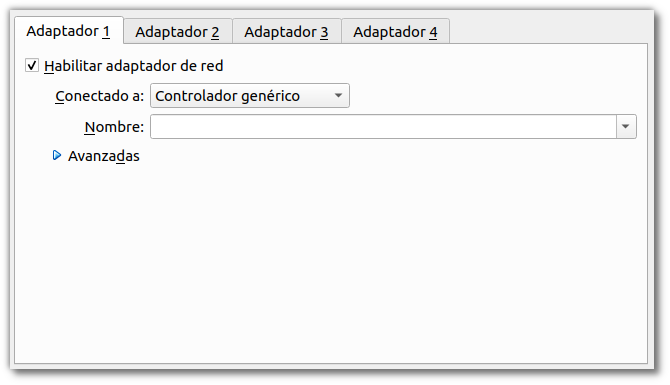 Adaptador 1 Adaptador 2 Adaptador 3 Adaptador 4
Habilitar adaptador de red
Conectado a: Controlador genérico
Nombre:
Avanzadas